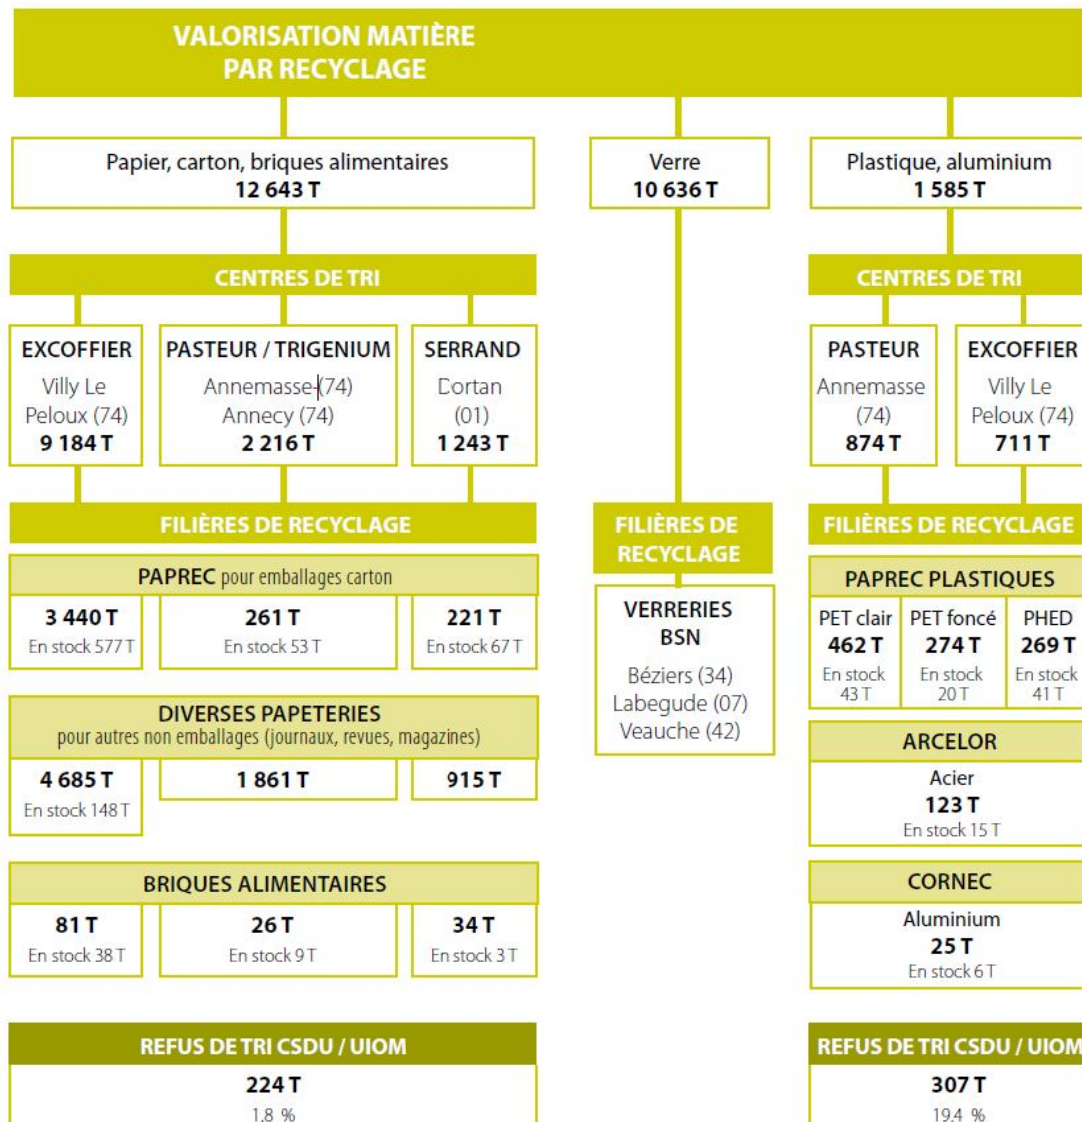 VALORISATION MATIÈRE
PAR RECYCLAGE
Papier, carton, briques alimentaires
12 643 T
Verre
10 636 T
Plastique, aluminium
1 585 T
CENTRES DE TRI
EXCOFFIER
Villy Le
Peloux (74)
9 184 T
PASTEUR / TRIGENIUM
Annemasse-(74)
Annecy (74)
2 216 T
SERRAND
Dortan
(01)
1 243 T
CENTRES DE TRI
PASTEUR
Annemasse
(74)
874 T
EXCOFFIER
Villy Le
Peloux (74)
711 T
FILIÈRES DE RECYCLAGE
PAPREC pour emballages carton
3 440 T
En stock 577 T
261 T
En stock 53 T
221 T
En stock 67 T
DIVERSES PAPETERIES
pour autres non emballages (journaux, revues, magazines)
4 685 T
En stock 148 T
1 861 T
915 T
BRIQUES ALIMENTAIRES
81 T
En stock 38 T
26 T
En stock 9 T
34 T
En stock 3 T
REFUS DE TRI CSDU / UIOM
224 T
1,8 %
FILIÈRES DE
RECYCLAGE
VERRERIES
BSN
Béziers (34)
Labegude (07)
Veauche (42)
FILIÈRES DE RECYCLAGE
PAPREC PLASTIQUES
PET clair
462 T
En stock
43 T
PET foncé
274 T
En stock
20 T
PHED
269 T
En stock
41 T
ARCELOR
Acier
123 T
En stock 15 T
CORNEC
Aluminium
25 T
En stock 6 T
REFUS DE TRI CSDU / UIOM
307 T
19,4 %